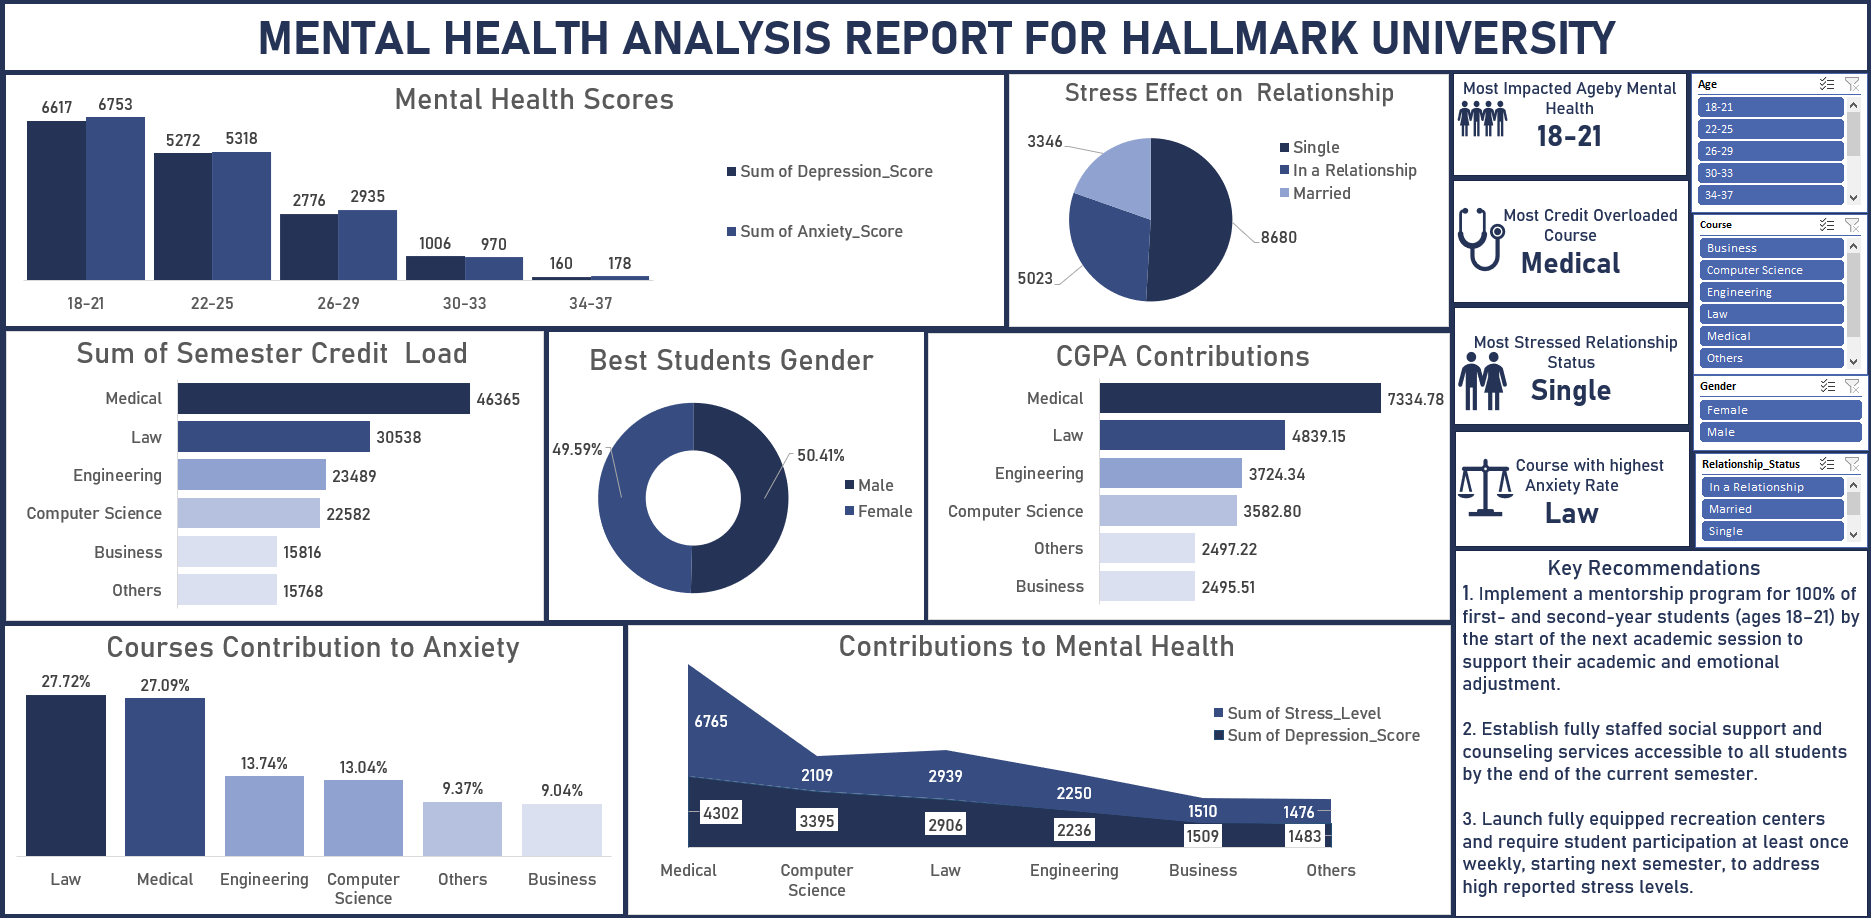 MENTAL HEALTH ANALYSIS REPORT FOR HALLMARK UNIVERSITY
Mental Health Scores
6617
6753
5272
5318
2776
2935
1006
970
160
178
18-21
22-25
26-29
30-33
34-37
Sum of Depression_Score
Sum of Anxiety_Score
Stress Effect on  Relationship
3346
5023
8680
Single
In a Relationship
Married
Most Impacted Ageby Mental
Health
18-21
Most Credit Overloaded
Course
Medical
Most Stressed Relationship
Status
Single
Course with highest
Anxiety Rate
Law
Age
18-21
22-25
26-29
30-33
34-37
Course
Business
Computer Science
Engineering
Law
Medical
Others
Gender
Female
Male
Relationship_Status
In a Relationship
Married
Single
Sum of Semester Credit  Load
Medical
46365
Law
30538
Engineering
23489
Computer Science
22582
Business
15816
Others
15768
Best Students Gender
49.59%
50.41%
Male
Female
CGPA Contributions
Medical
7334.78
Law
4839.15
Engineering
3724.34
Computer Science
3582.80
Others
2497.22
Business
2495.51
Courses Contribution to Anxiety
27.72%
27.09%
13.74%
13.04%
9.37%
9.04%
Law
Medical
Engineering
Computer
Science
Others
Business
Contributions to Mental Health
6765
2109
2939
2250
1510
1476
4302
3395
2906
2236
1509
1483
Medical
Computer
Science
Law
Engineering
Business
Others
Sum of Stress_Level
Sum of Depression_Score
Key Recommendations
1. Implement a mentorship program for 100% of
first- and second-year students (ages 18–21) by
the start of the next academic session to
support their academic and emotional
adjustment.
2. Establish fully staffed social support and
counseling services accessible to all students
by the end of the current semester.
3. Launch fully equipped recreation centers
and require student participation at least once
weekly, starting next semester, to address
high reported stress levels.